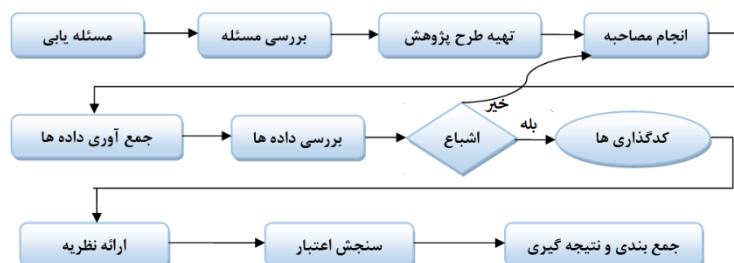 مسئله یابی
بررسی مسئله
تهیه طرح پژوهش
انجام مصاحبه
خیر
جمع آوری داده ها
بررسی داده ها
اشباع
بله
کدگذاری ها
ارائه نظریه
سنجش اعتبار
جمع بندی و نتیجه گیری